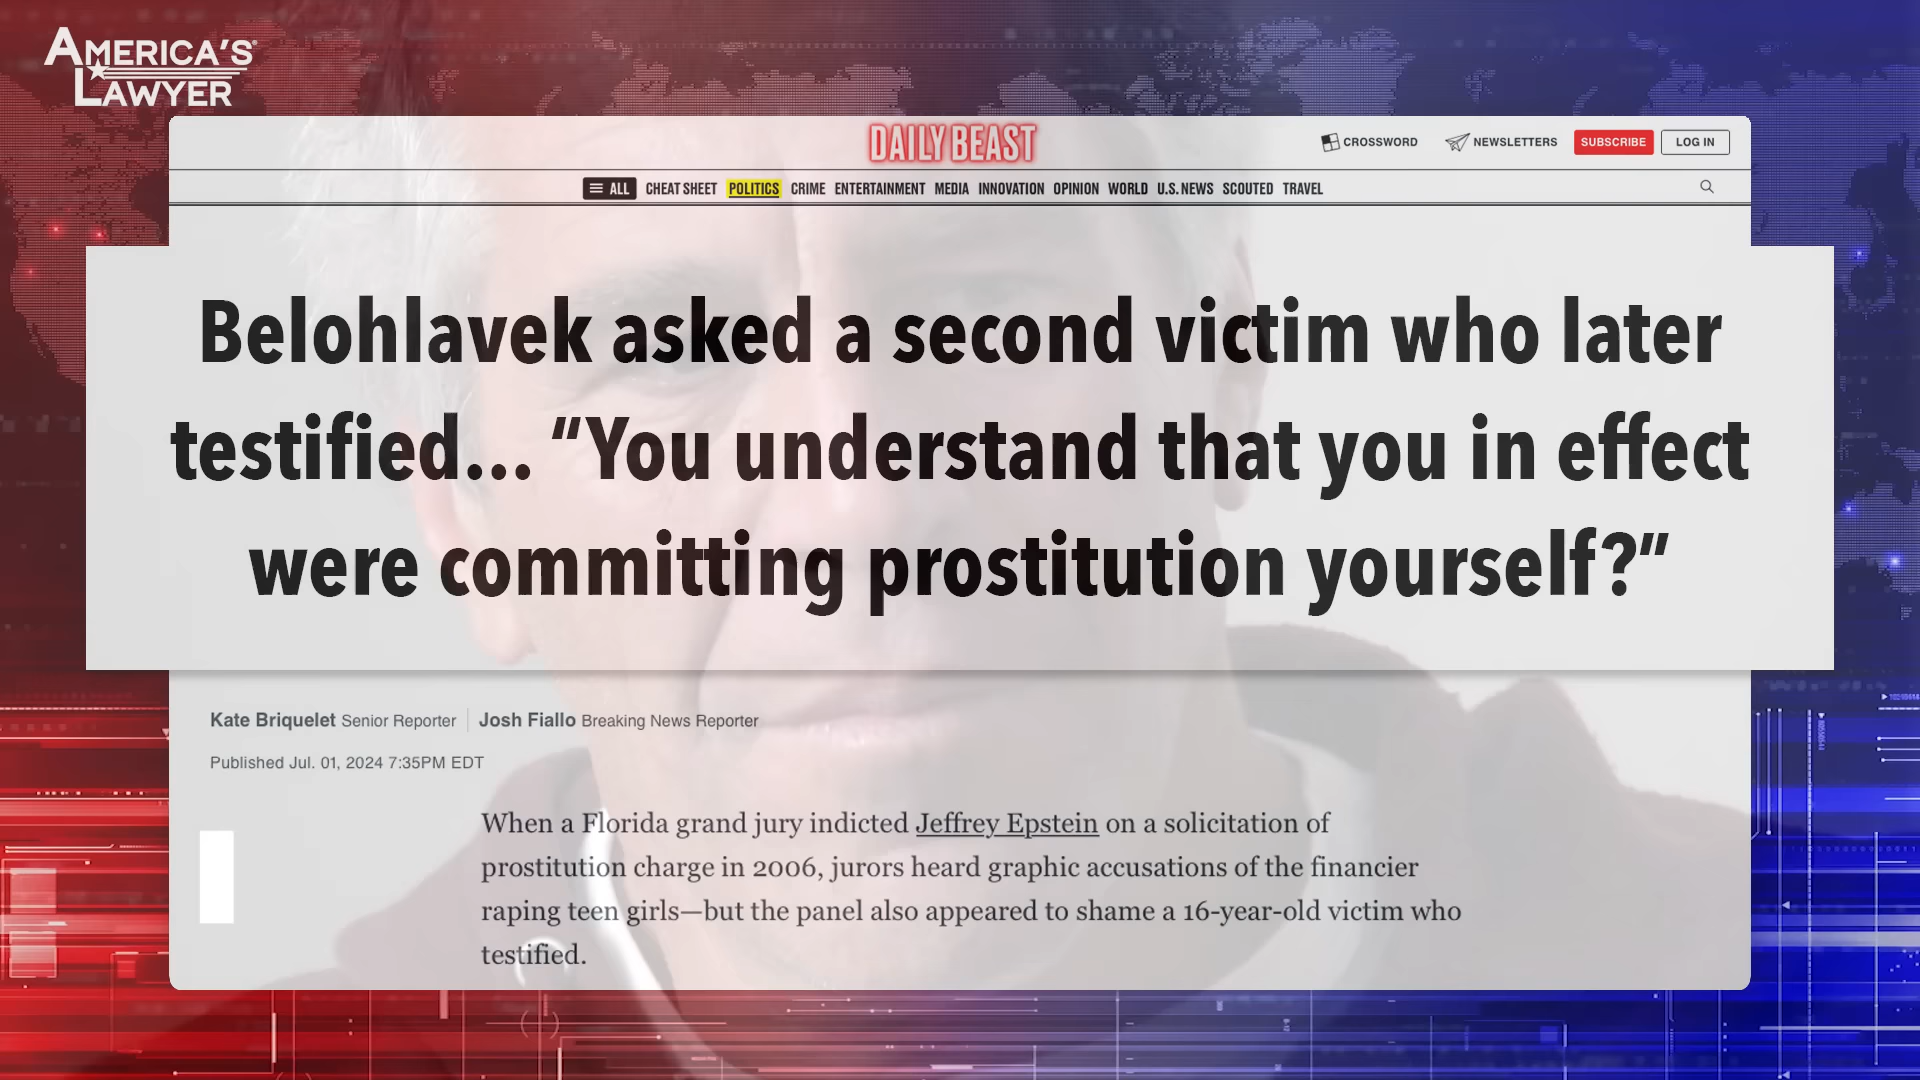 AMERICA'S
LAWYER
DAILY BEAST
CROSSWORD NEWSLETTERS SUBSCRIBE LOG IN
ALL CHEAT SHEET POLITICS CRIME ENTERTAINMENT MEDIA INNOVATION OPINION WORLD U.S. NEWS SCOUTED TRAVEL
Belohlavek asked a second victim who later
testified... “You understand that you in effect
were committing prostitution yourself?”
Kate Briquelet Senior Reporter | Josh Fiallo Breaking News Reporter
Published Jul. 01, 2024 7:35PM EDT
When a Florida grand jury indicted Jeffrey Epstein on a solicitation of
prostitution charge in 2006, jurors heard graphic accusations of the financier
raping teen girls—but the panel also appeared to shame a 16-year-old victim who
testified.